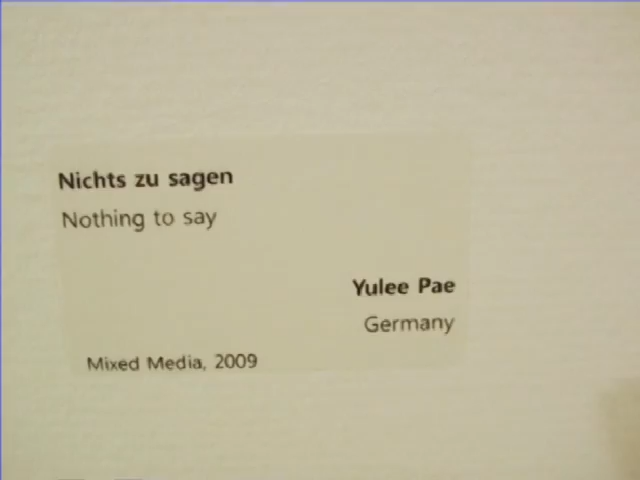 Nichts zu sagen
Nothing to say
Yulee Pae
Germany
Mixed Media, 2009